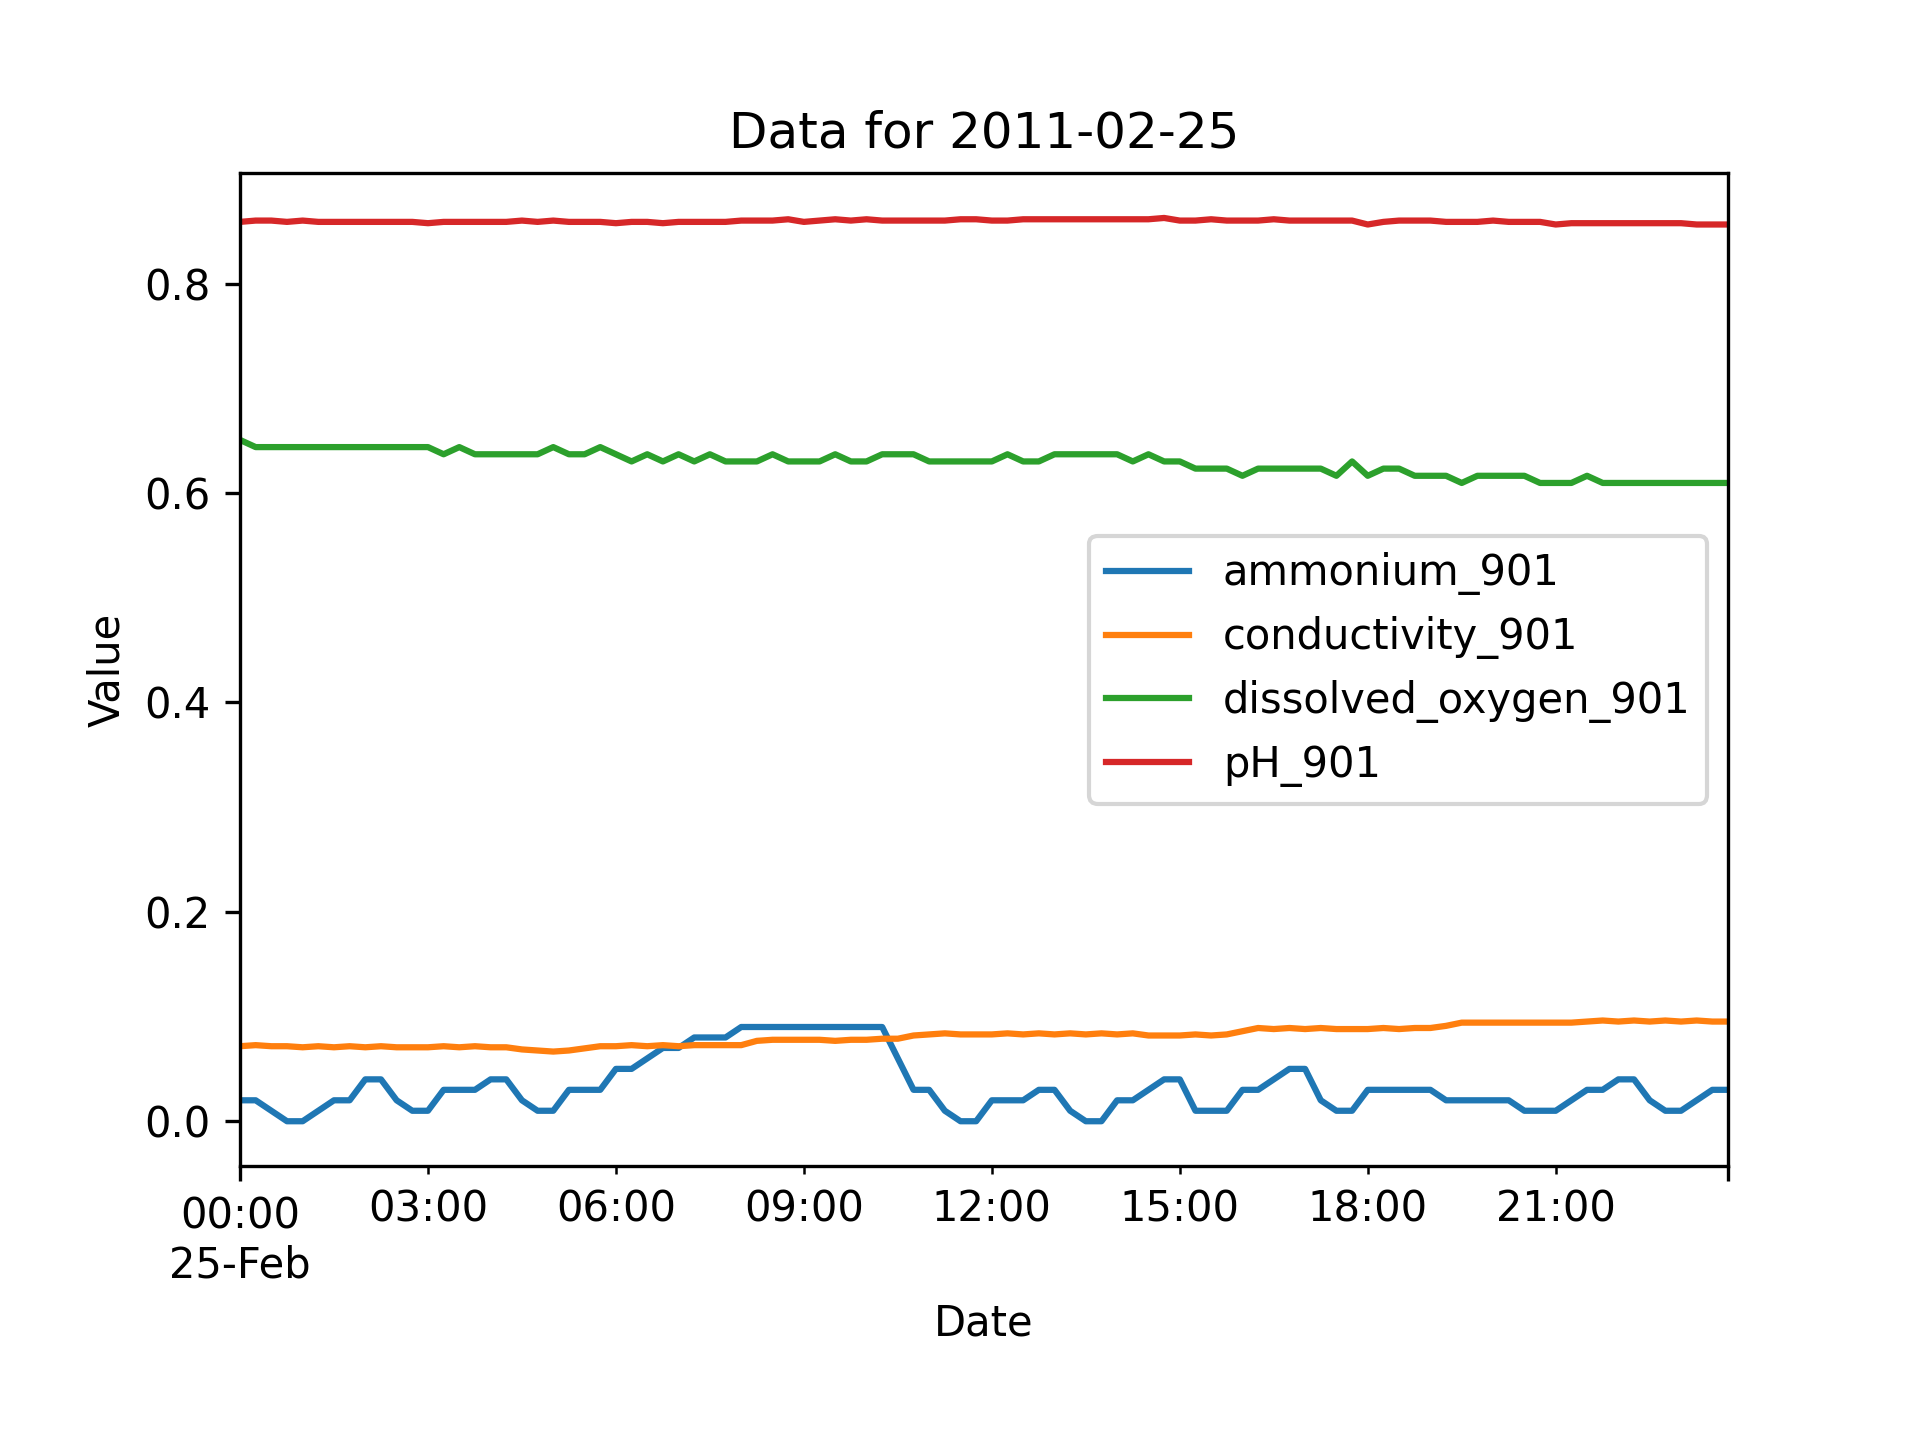 Data for 2011-02-25
0.8
0.6
0.4
0.2
0.0
Value
ammonium_901
conductivity_901
dissolved_oxygen_901
pH_901
00:00 03:00 06:00 09:00 12:00 15:00 18:00 21:00
25-Feb
Date